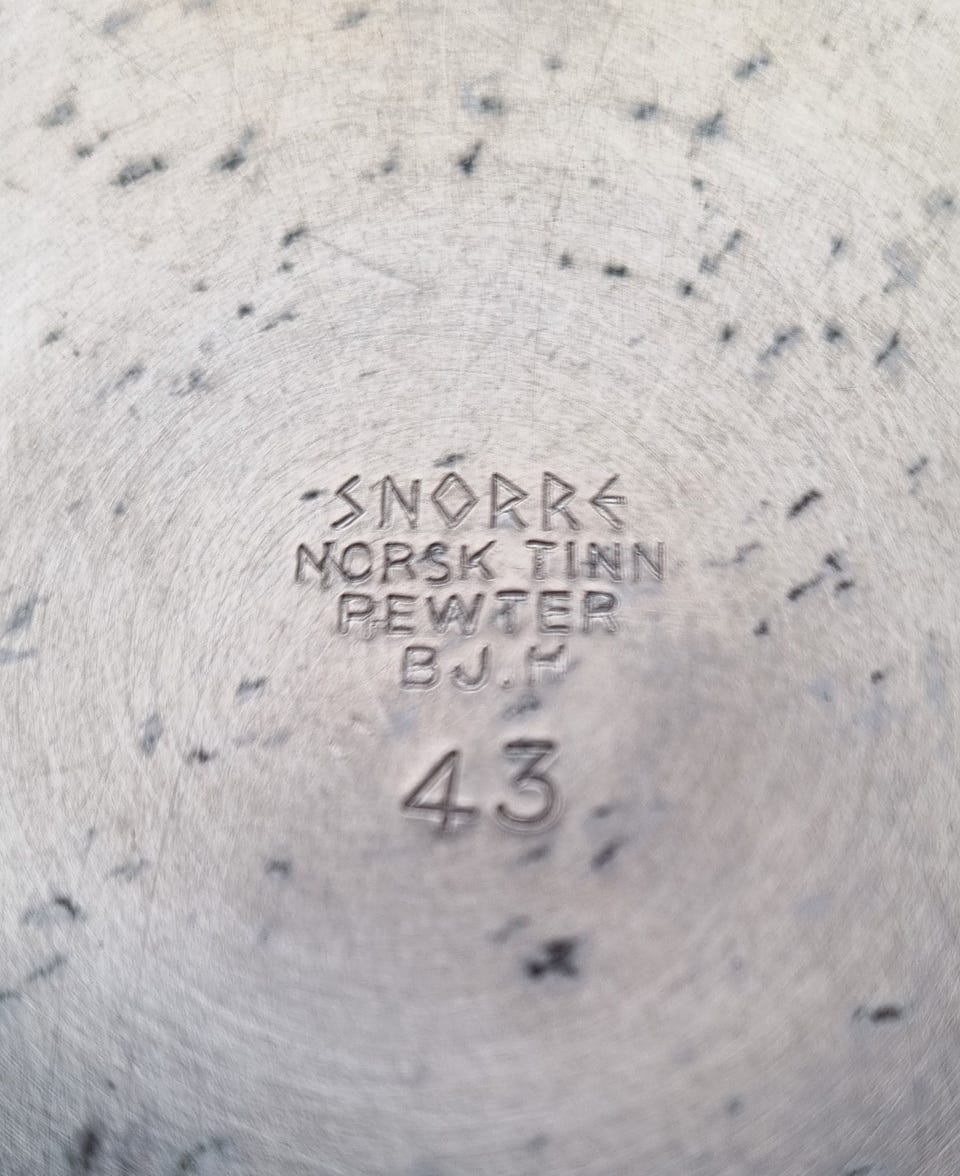 SNORRE
NORSK TINN
PEWTER
BJ.H
43